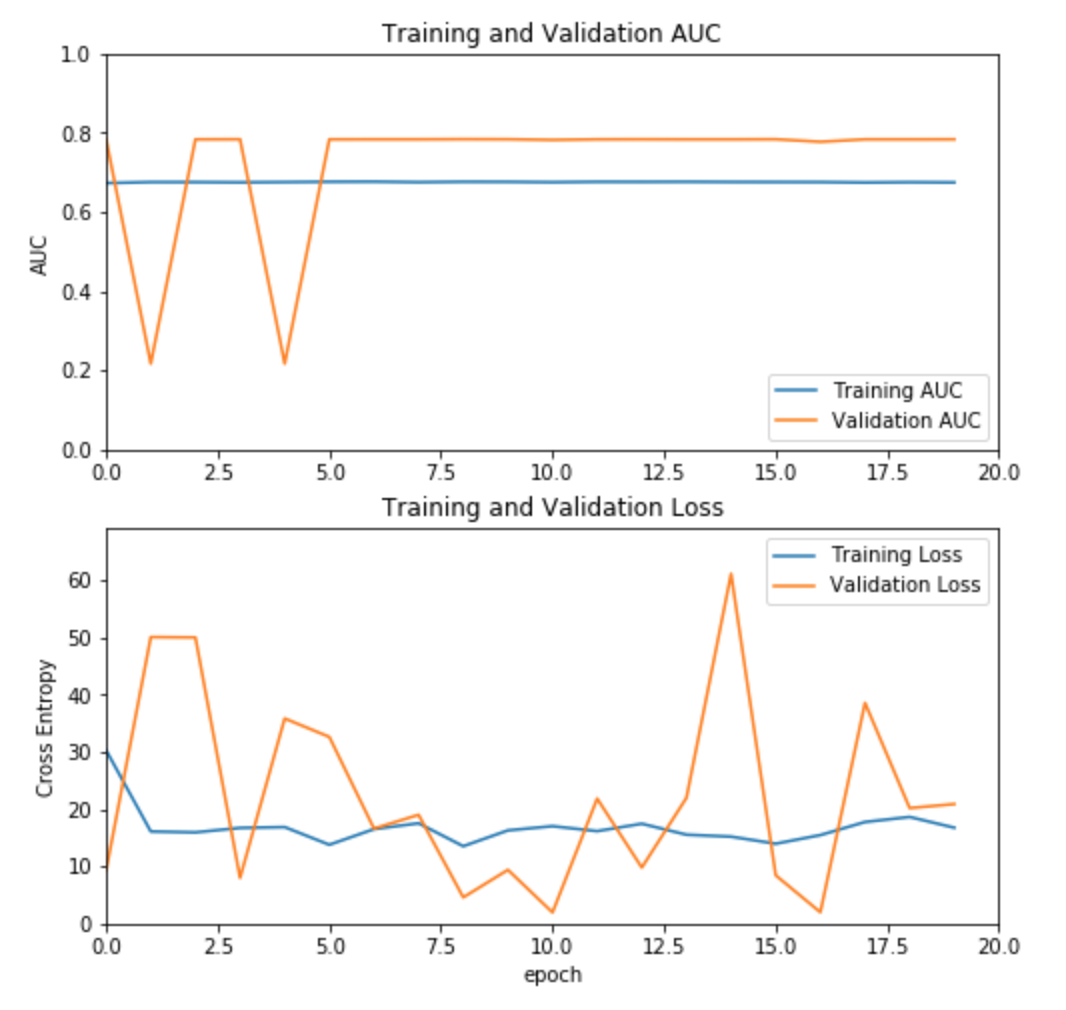 Training and Validation AUC
1.0
0.8
0.6
0.4
0.2
0.0
AUC
Training AUC
Validation AUC
0.0 2.5 5.0 7.5 10.0 12.5 15.0 17.5 20.0
Training and Validation Loss
60
50
40
30
20
10
0
Cross Entropy
Training Loss
Validation Loss
0.0 2.5 5.0 7.5 10.0 12.5 15.0 17.5 20.0
epoch